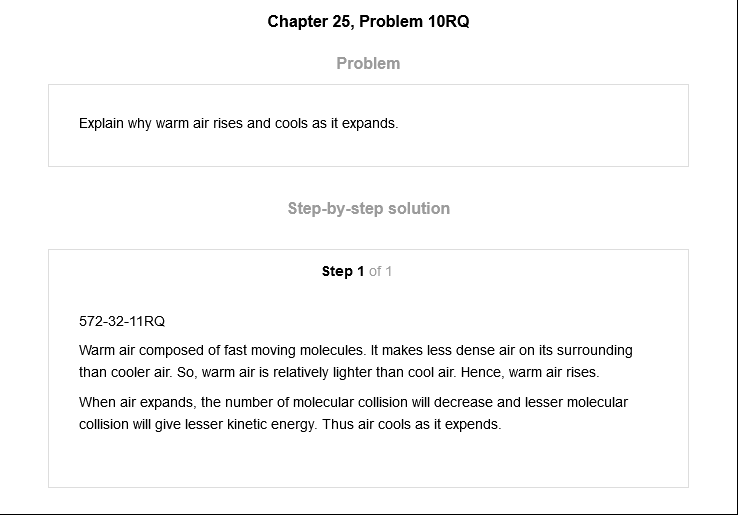 Chapter 25, Problem 10RQ
Problem
Explain why warm air rises and cools as it expands.
Step-by-step solution
Step 1 of 1
572-32-11RQ
Warm air composed of fast moving molecules. It makes less dense air on its surrounding
than cooler air. So, warm air is relatively lighter than cool air. Hence, warm air rises.
When air expands, the number of molecular collision will decrease and lesser molecular
collision will give lesser kinetic energy. Thus air cools as it expends.